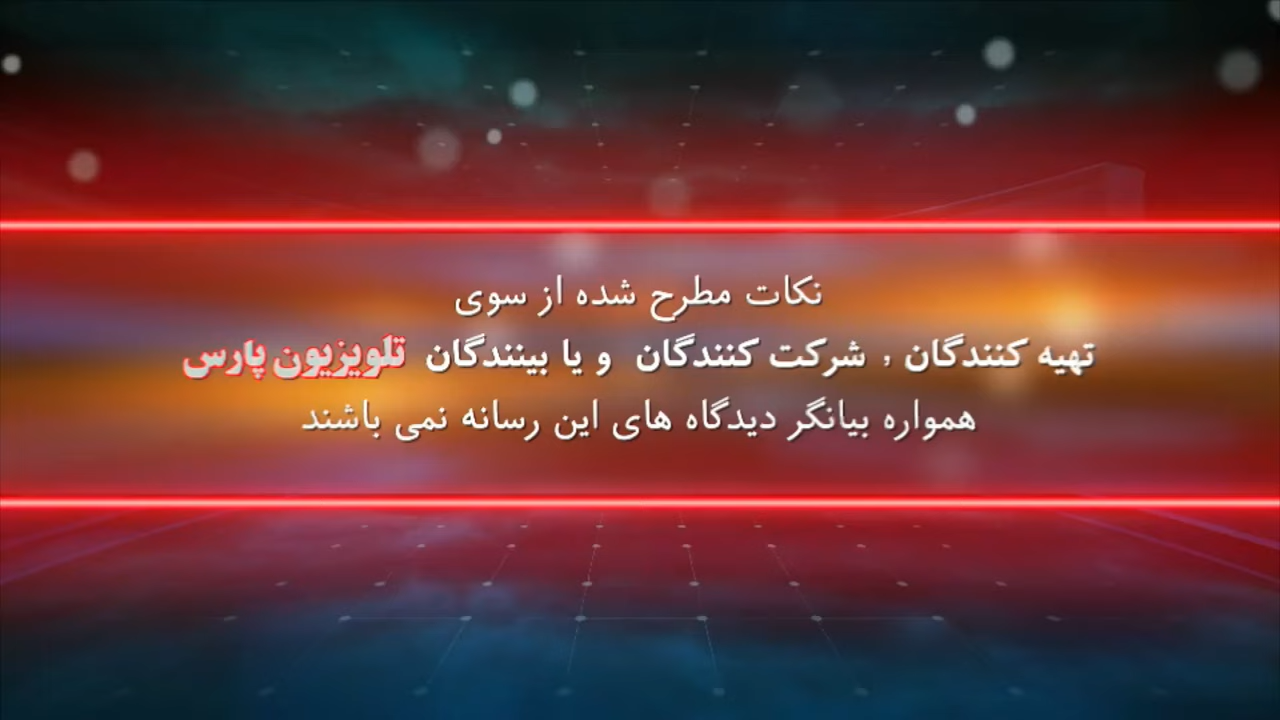 نکات مطرح شده از سوی
تهیه کنندگان , شرکت کنندگان و یا بینندگان تلویزیون پارس
همواره بیانگر دیدگاه های این رسانه نمی باشند